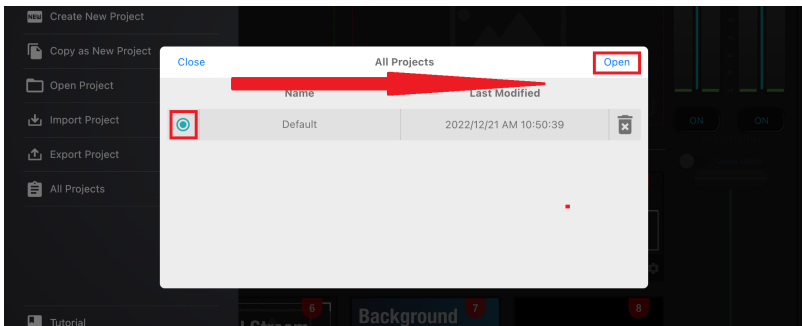 NEW Create New Project
Copy as New Project
Open Project
Import Project
Export Project
All Projects
Tutorial
Close All Projects Open
Name Last Modified
Default 2022/12/21 AM 10:50:39
ON ON
6 7 8
Background